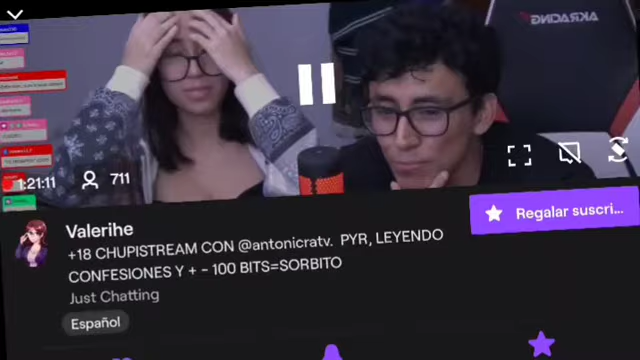 AKRACING
1:21:11
711
Valerihe
+18 CHUPISTREAM CON @antonicratv. PYR, LEYENDO
CONFESIONES Y + - 100 BITS=SORBITO
Just Chatting
Español
Regalar suscri...